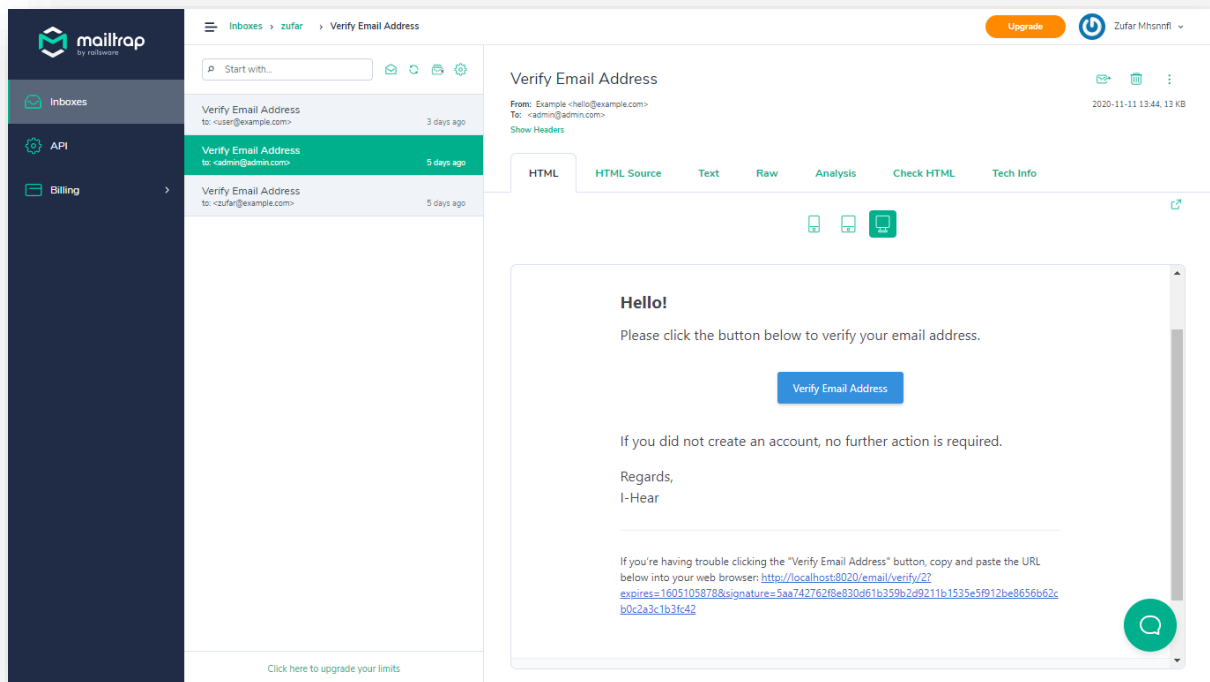 mailtrap
by railsware
Inboxes
API
Billing
Inboxes › zufar › Verify Email Address
Upgrade
Zufar Mhsnnfl
Start with...
Verify Email Address
to: <user@example.com> 3 days ago
Verify Email Address
to: <admin@admin.com> 5 days ago
Verify Email Address
to: <zufar@example.com> 5 days ago
Click here to upgrade your limits
Verify Email Address
From: Example <hello@example.com>
To: <admin@admin.com>
Show Headers
2020-11-11 13:44, 13 KB
HTML HTML Source Text Raw Analysis Check HTML Tech Info
Hello!
Please click the button below to verify your email address.
Verify Email Address
If you did not create an account, no further action is required.
Regards,
I-Hear
If you're having trouble clicking the "Verify Email Address" button, copy and paste the URL
below into your web browser: http://localhost:8020/email/verify/2?
expires=1605105878&signature=5aa742762f8e830d61b359b2d9211b1535e5f912be8656b62c
b0c2a3c1b3fc42